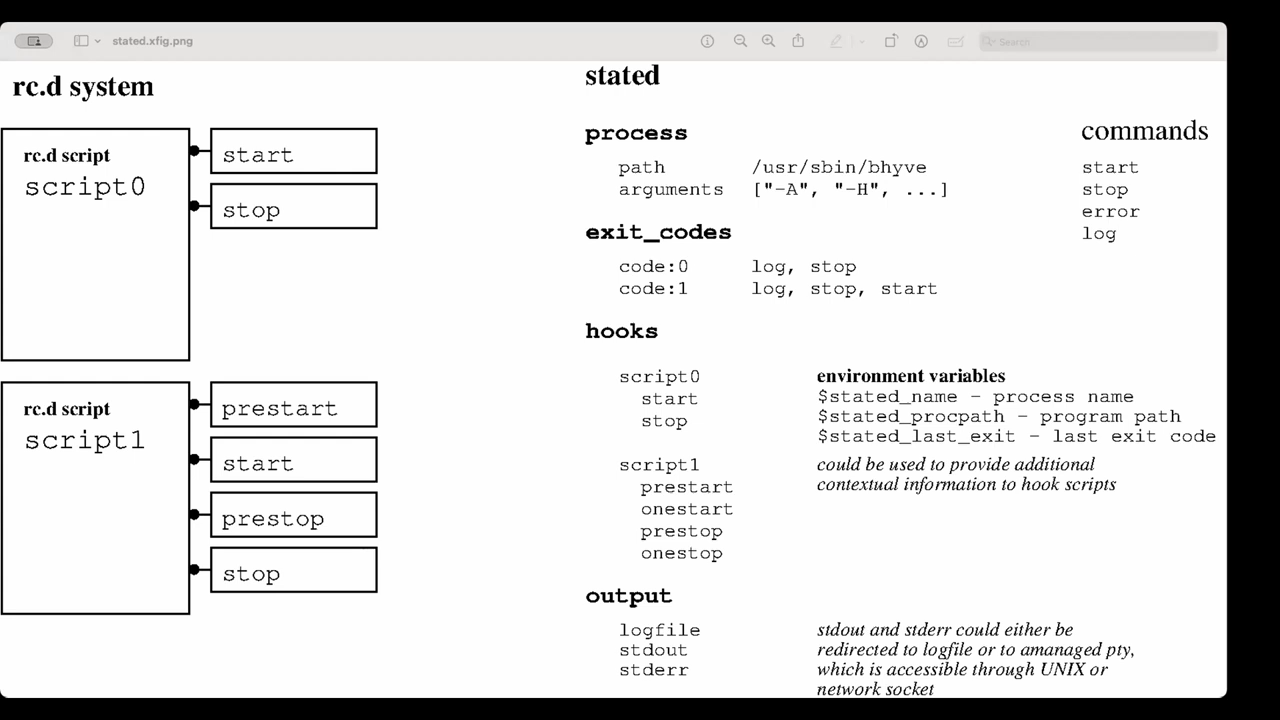 stated.xfig.png
Search
rc.d system
rc.d script
script0
start
stop
rc.d script
script1
prestart
start
prestop
stop
stated
process
path /usr/sbin/bhyve
arguments ["-A", "-H", ...]
exit_codes
code:0 log, stop
code:1 log, stop, start
hooks
script0
start
stop
script1
prestart
onestart
prestop
onestop
environment variables
$stated_name - process name
$stated_procpath - program path
$stated_last_exit - last exit code
could be used to provide additional
contextual information to hook scripts
output
logfile
stdout
stderr
stdout and stderr could either be
redirected to logfile or to amanaged pty,
which is accessible through UNIX or
network socket
commands
start
stop
error
log